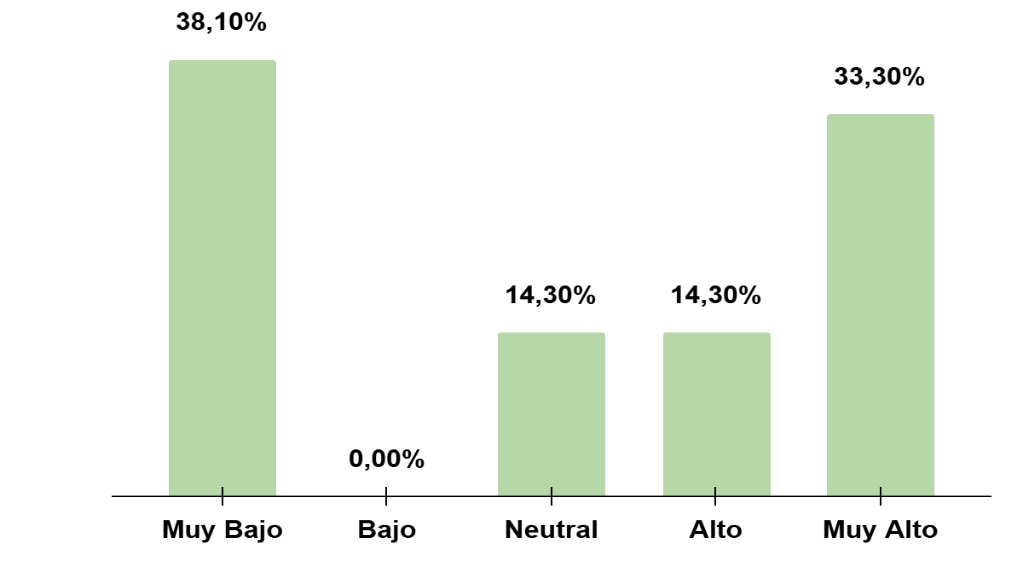 38,10%
33,30%
14,30%
14,30%
0,00%
Muy Bajo
Bajo
Neutral
Alto
Muy Alto